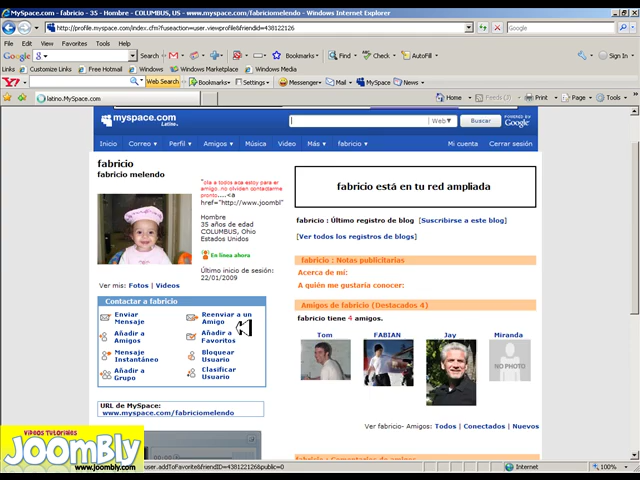 MySpace.com - fabricio - 35 - Hombre - COLUMBUS, US - www.myspace.com/fabriciomelendo - Windows Internet Explorer
http://profile.myspace.com/index.cfm?fuseaction=user.viewprofile&friendid=438122126
Google
File Edit View Favorites Tools Help
Google Search Bookmarks Find Check AutoFill
Links Customize Links Free Hotmail Windows Windows Marketplace Windows Media
Y! Web Search Bookmarks Settings Messenger Mail MySpace News
latino.MySpace.com Home Feeds (2) Print Page Tools
myspace.com Latino Web Buscar POWERED BY Google
Inicio Correo Perfil Amigos Música Video Más fabricio Mi cuenta Cerrar sesión
fabricio
fabricio melendo
a todos aca estoy para el
amigo, no olviden contactarme
pronto....<a
href="http://www.joombl"
Hombre
35 años de edad
COLUMBUS, Ohio
Estados Unidos
En línea ahora
Último inicio de sesión:
22/01/2009
Ver mis: Fotos | Videos
Contactar a fabricio
Enviar Mensaje
Reenviar a un Amigo
Añadir a Amigos
Añadir a Favoritos
Mensaje Instantáneo
Bloquear Usuario
Añadir a Grupo
Clasificar Usuario
URL de MySpace:
www.myspace.com/fabriciomelendo
fabricio está en tu red ampliada
fabricio : Último registro de blog [Suscribirse a este blog]
[Ver todos los registros de blogs]
fabricio : Notas publicitarias
Acerca de mí:
A quién me gustaría conocer:
Amigos de fabricio (Destacados 4)
fabricio tiene 4 amigos.
Tom FABIAN Jay Miranda
NO PHOTO
Ver fabricio- Amigos: Todos | Conectados | Nuevos
VIDEOS TUTORIALES
JOOMBLY
www.joombly.com
user.addToFavorite&friendID=438122126&public=0
Internet 100%